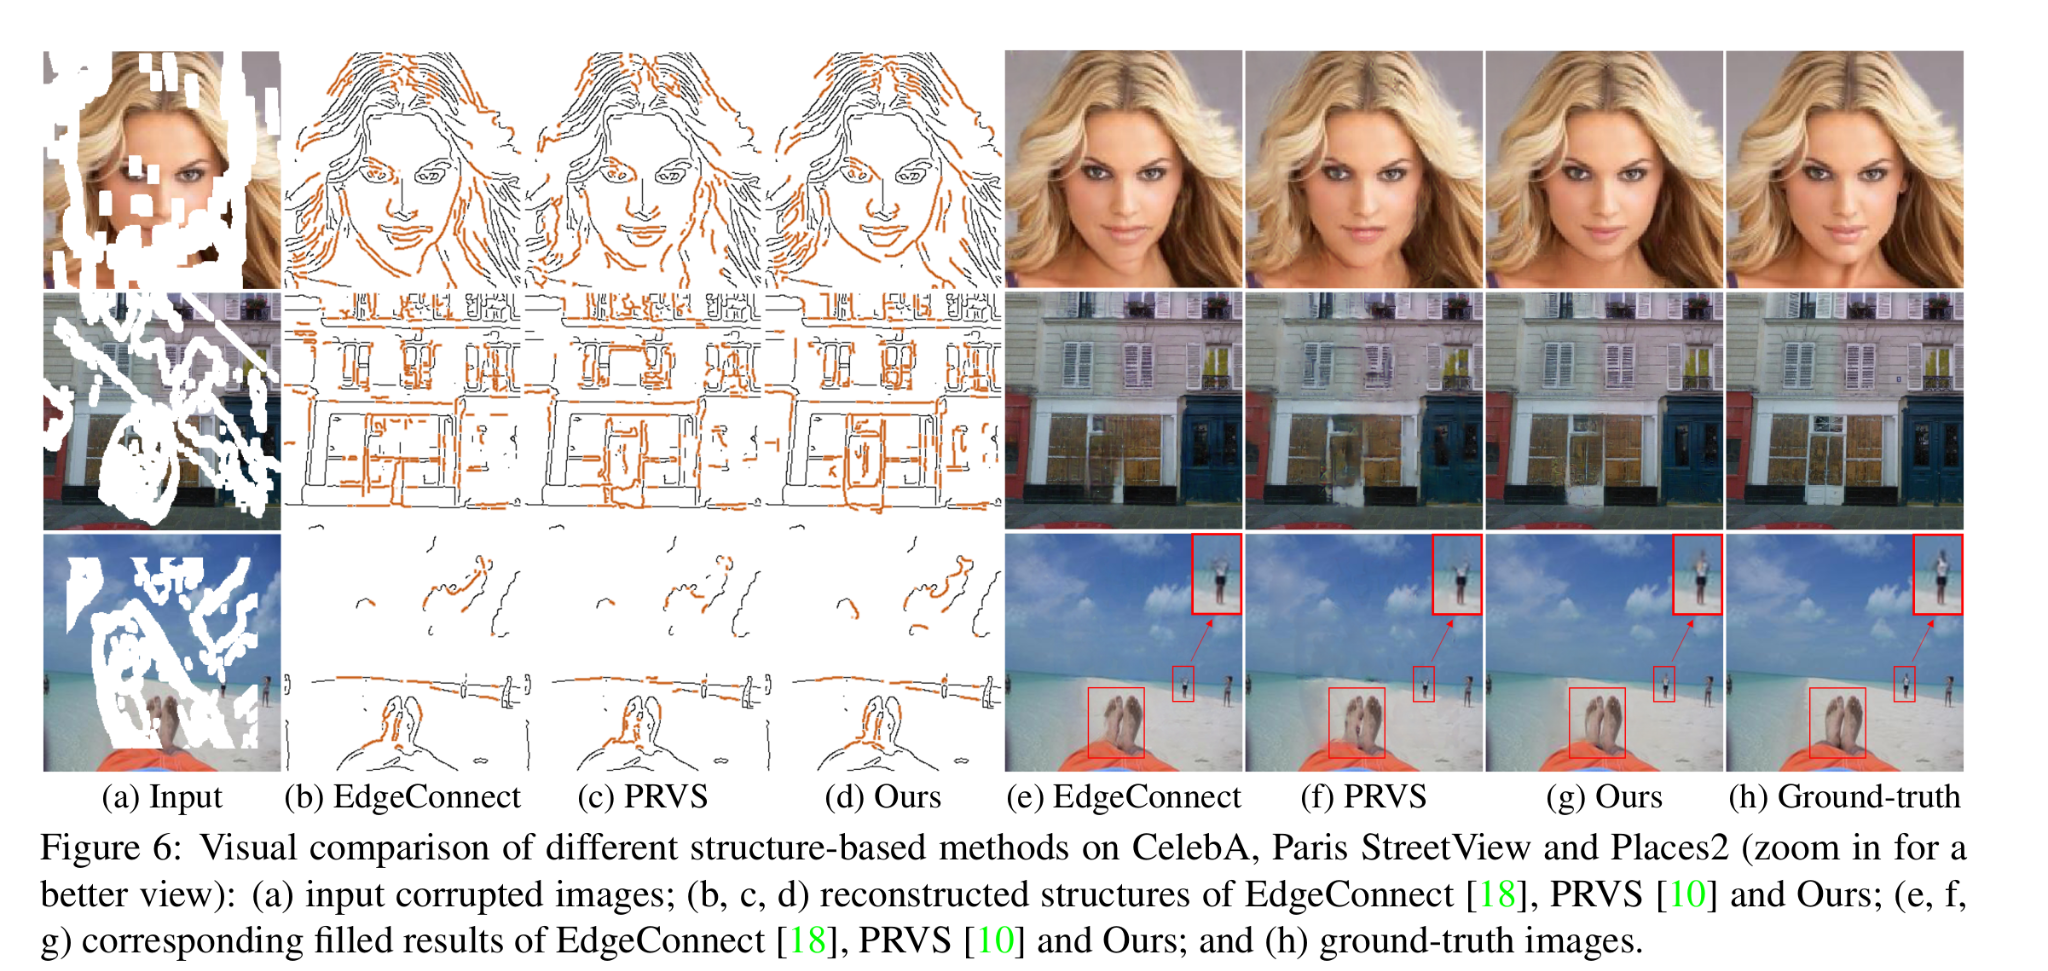 (a) Input (b) EdgeConnect (c) PRVS (d) Ours (e) EdgeConnect (f) PRVS (g) Ours (h) Ground-truth
Figure 6: Visual comparison of different structure-based methods on CelebA, Paris StreetView and Places2 (zoom in for a
better view): (a) input corrupted images; (b, c, d) reconstructed structures of EdgeConnect [18], PRVS [10] and Ours; (e, f,
g) corresponding filled results of EdgeConnect [18], PRVS [10] and Ours; and (h) ground-truth images.